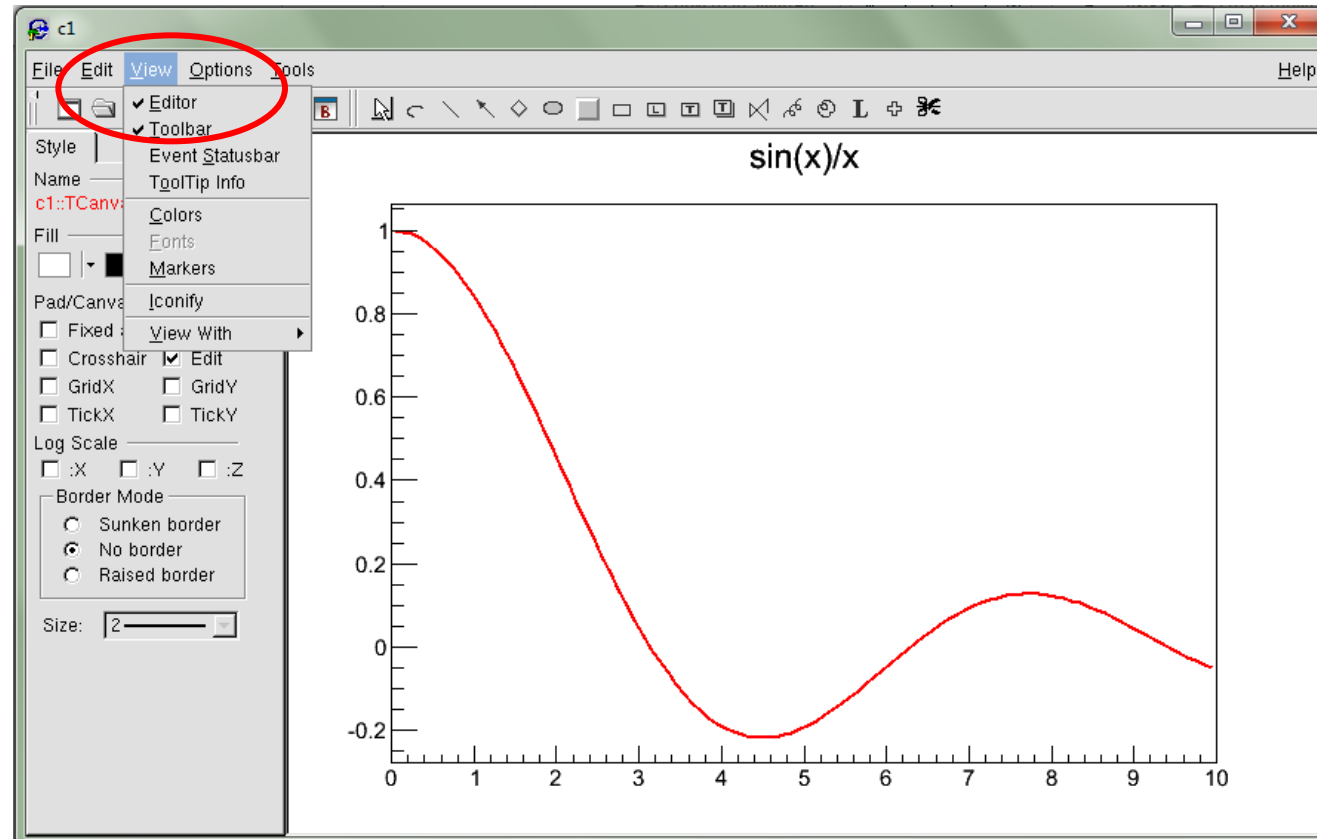 c1
File Edit View Options Tools Help
Editor
Toolbar
Event Statusbar
ToolTip Info
Colors
Fonts
Markers
Iconify
View With
B L T T L
Style
Name
c1::TCanv
Fill
Pad/Canva
Fixed
Crosshair Edit
GridX GridY
TickX TickY
Log Scale
:X :Y :Z
Border Mode
Sunken border
No border
Raised border
Size: 2
sin(x)/x
1
0.8
0.6
0.4
0.2
0
-0.2
0 1 2 3 4 5 6 7 8 9 10